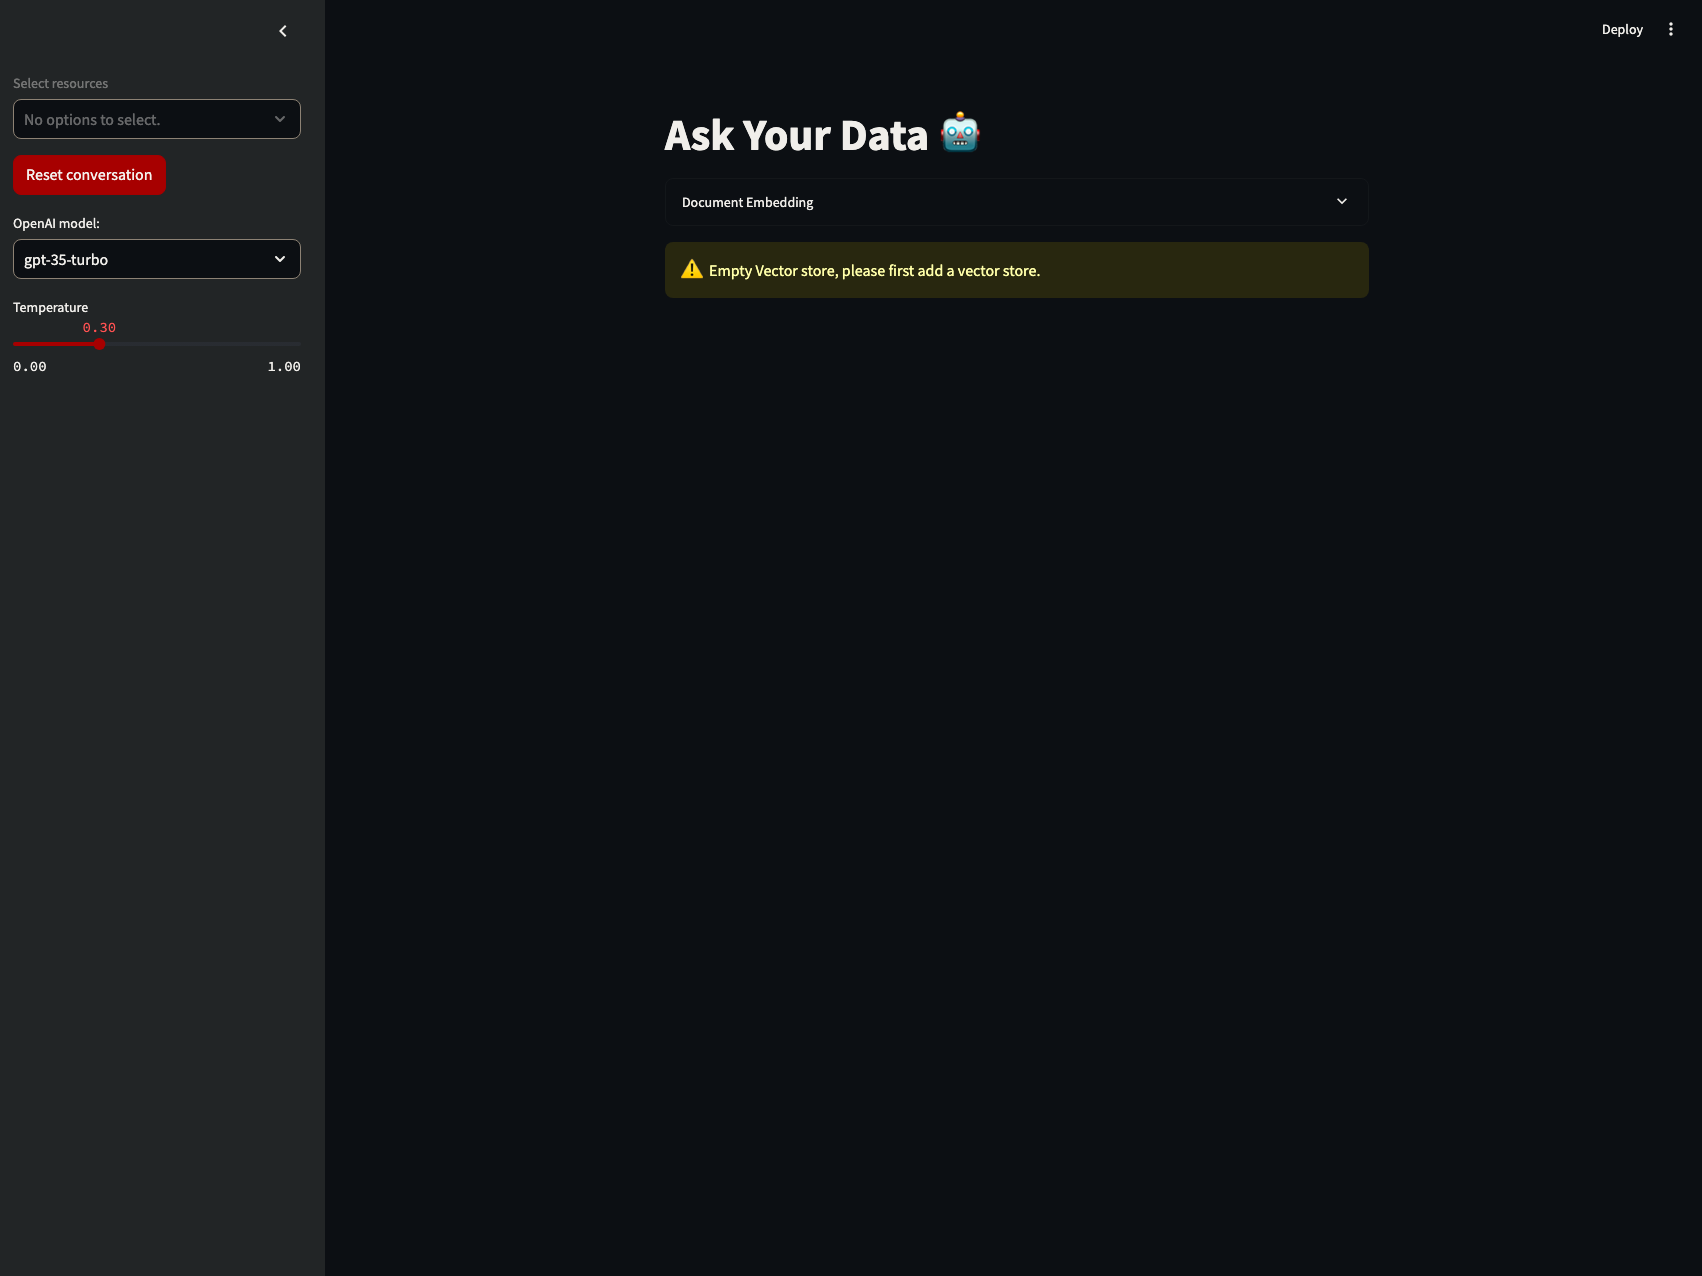 Deploy
Select resources
No options to select.
Reset conversation
OpenAI model:
gpt-35-turbo
Temperature
0.30
0.00 1.00
Ask Your Data 🤖
Document Embedding
⚠️ Empty Vector store, please first add a vector store.